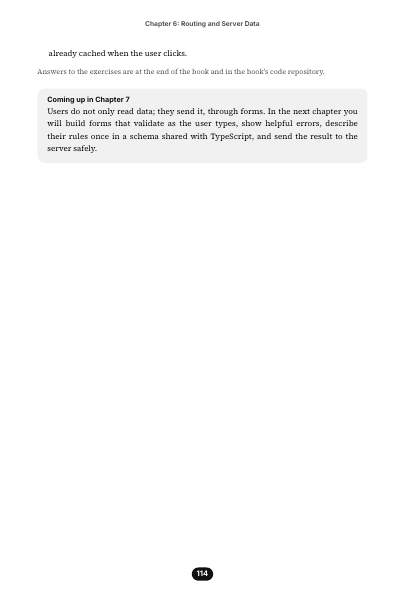 Chapter 6: Routing and Server Data
already cached when the user clicks.
Answers to the exercises are at the end of the book and in the book's code repository.
Coming up in Chapter 7
Users do not only read data; they send it, through forms. In the next chapter you
will build forms that validate as the user types, show helpful errors, describe
their rules once in a schema shared with TypeScript, and send the result to the
server safely.
114